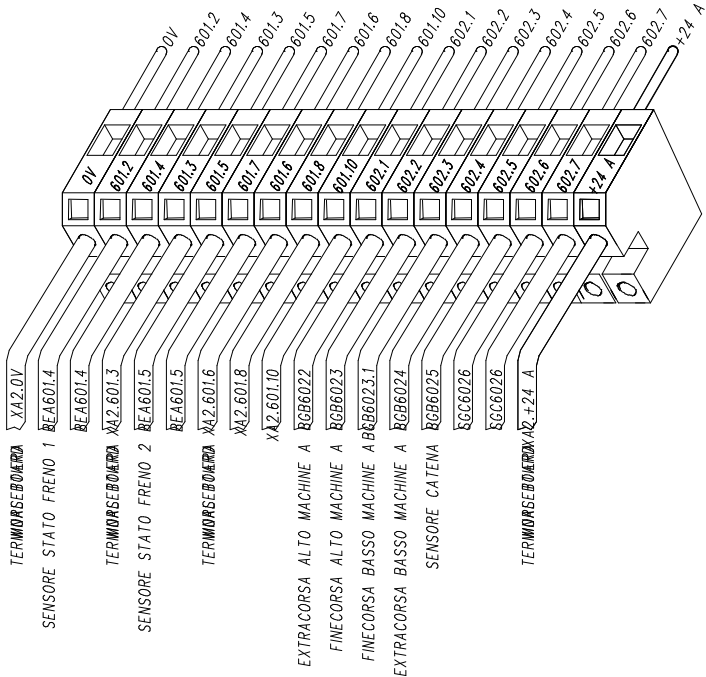 0V
601.2
601.4
601.3
601.5
601.7
601.6
601.8
601.10
602.1
602.2
602.3
602.4
602.5
602.6
602.7
+24 A
0V
601.2
601.4
601.3
601.5
601.7
601.6
601.8
601.10
602.1
602.2
602.3
602.4
602.5
602.6
602.7
+24 A
XA2.0V
SENSORE STATO FRENO 1 BEA601.4
BEA601.4
XA2.601.3
SENSORE STATO FRENO 2 BEA601.5
BEA601.5
XA2.601.6
XA2.601.8
XA2.601.10
EXTRACORSA ALTO MACHINE A BGB6022
FINECORSA ALTO MACHINE A BGB6023
FINECORSA BASSO MACHINE A BGB6023.1
EXTRACORSA BASSO MACHINE A BGB6024
SENSORE CATENA BGB6025
SGC6026
SGC6026
XA2.+24 A